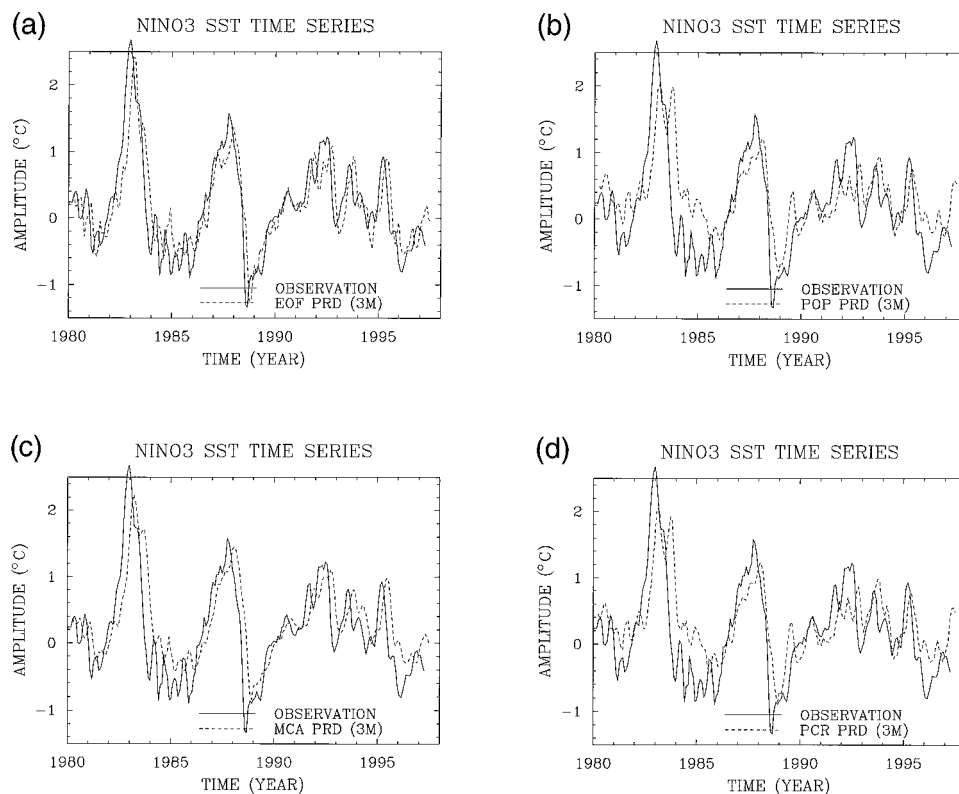 (a)
NINO3 SST TIME SERIES
AMPLITUDE (°C)
2
1
0
-1
OBSERVATION
EOF PRD (3M)
1980 1985 1990 1995
TIME (YEAR)
(b)
NINO3 SST TIME SERIES
AMPLITUDE (°C)
2
1
0
-1
OBSERVATION
POP PRD (3M)
1980 1985 1990 1995
TIME (YEAR)
(c)
NINO3 SST TIME SERIES
AMPLITUDE (°C)
2
1
0
-1
OBSERVATION
MCA PRD (3M)
1980 1985 1990 1995
TIME (YEAR)
(d)
NINO3 SST TIME SERIES
AMPLITUDE (°C)
2
1
0
-1
OBSERVATION
PCR PRD (3M)
1980 1985 1990 1995
TIME (YEAR)